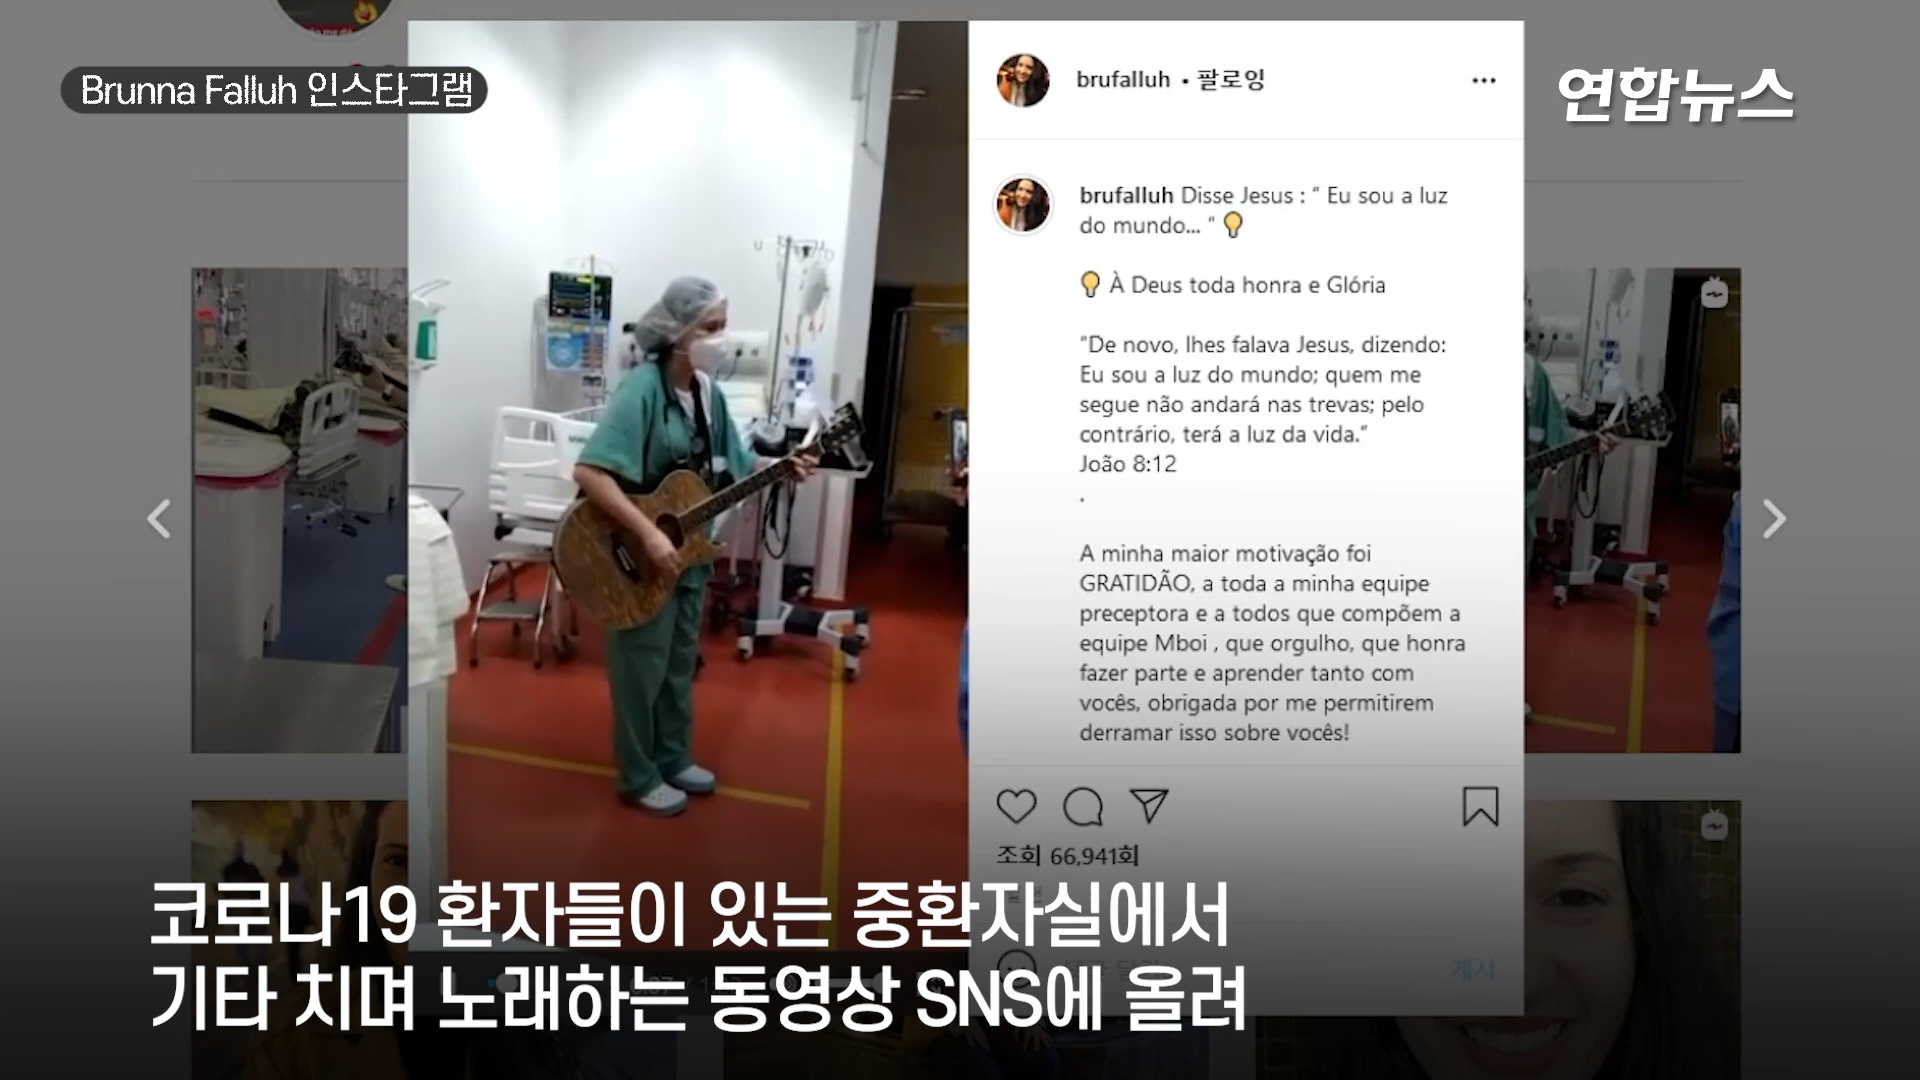 Brunna Falluh 인스타그램
연합뉴스
brufalluh • 팔로잉
brufalluh Disse Jesus : “ Eu sou a luz
do mundo... “
À Deus toda honra e Glória
“De novo, lhes falava Jesus, dizendo:
Eu sou a luz do mundo; quem me
segue não andará nas trevas; pelo
contrário, terá a luz da vida.”
João 8:12
.
A minha maior motivação foi
GRATIDÃO, a toda a minha equipe
preceptora e a todos que compõem a
equipe Mboi , que orgulho, que honra
fazer parte e aprender tanto com
vocês, obrigada por me permitirem
derramar isso sobre vocês!
조회 66,941회
게시
코로나19 환자들이 있는 중환자실에서
기타 치며 노래하는 동영상 SNS에 올려